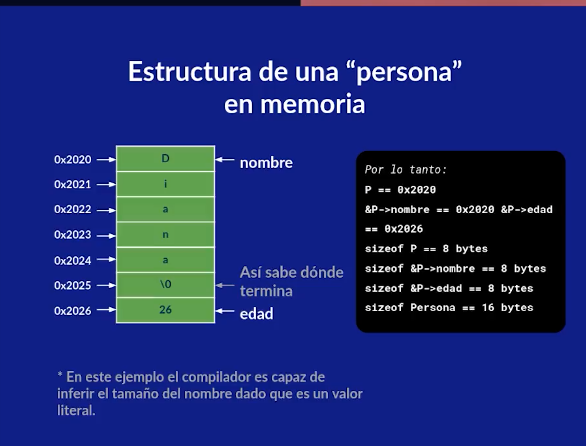 Estructura de una “persona”
en memoria
0x2020
D
nombre
0x2021
i
0x2022
a
0x2023
n
0x2024
a
0x2025
\0
Así sabe dónde
termina
0x2026
26
edad
Por lo tanto:
P == 0x2020
&P->nombre == 0x2020 &P->edad
== 0x2026
sizeof P == 8 bytes
sizeof &P->nombre == 8 bytes
sizeof &P->edad == 8 bytes
sizeof Persona == 16 bytes
* En este ejemplo el compilador es capaz de
inferir el tamaño del nombre dado que es un valor
literal.